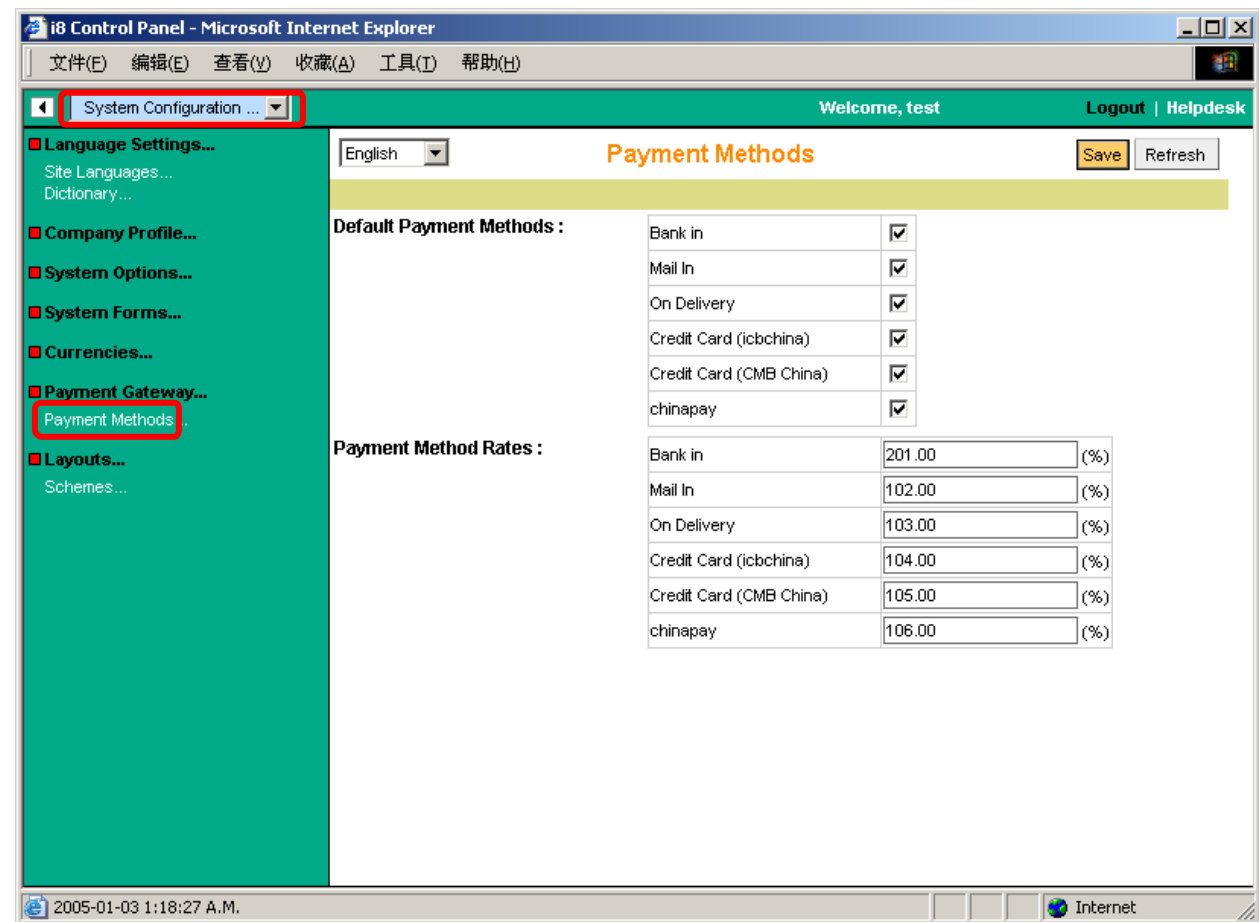 i8 Control Panel - Microsoft Internet Explorer
文件(F) 编辑(E) 查看(V) 收藏(A) 工具(T) 帮助(H)
System Configuration ... Welcome, test Logout | Helpdesk
Language Settings...
Site Languages...
Dictionary...
Company Profile...
System Options...
System Forms...
Currencies...
Payment Gateway...
Payment Methods...
Layouts...
Schemes...
English Payment Methods Save Refresh
Default Payment Methods :
Bank in
Mail In
On Delivery
Credit Card (icbchina)
Credit Card (CMB China)
chinapay
Payment Method Rates :
Bank in 201.00 (%)
Mail In 102.00 (%)
On Delivery 103.00 (%)
Credit Card (icbchina) 104.00 (%)
Credit Card (CMB China) 105.00 (%)
chinapay 106.00 (%)
2005-01-03 1:18:27 A.M. Internet